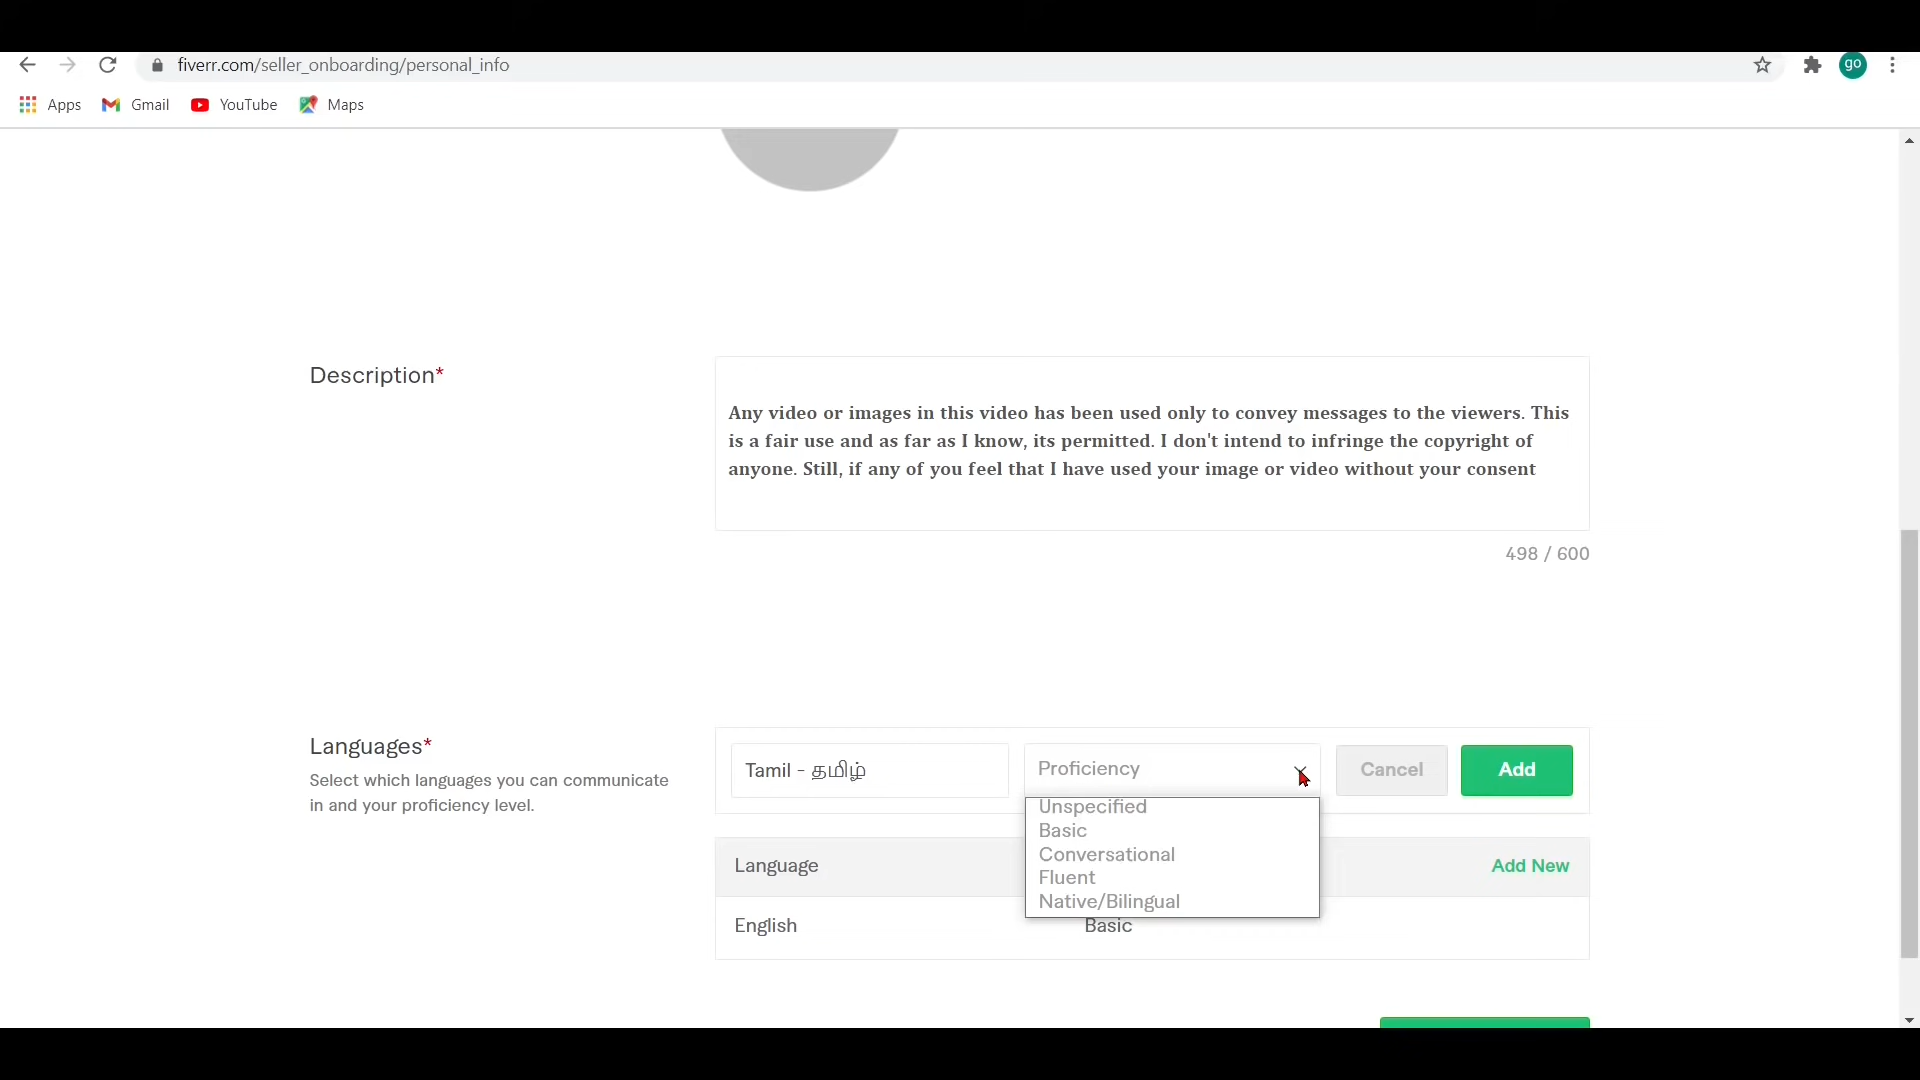 fiverr.com/seller_onboarding/personal_info
go
Apps
Gmail
YouTube
Maps
Description*
Any video or images in this video has been used only to convey messages to the viewers. This
is a fair use and as far as I know, its permitted. I don't intend to infringe the copyright of
anyone. Still, if any of you feel that I have used your image or video without your consent
498 / 600
Languages*
Select which languages you can communicate
in and your proficiency level.
Tamil - தமிழ்
Proficiency
Cancel
Add
Unspecified
Basic
Conversational
Fluent
Native/Bilingual
Language
Add New
English
Basic